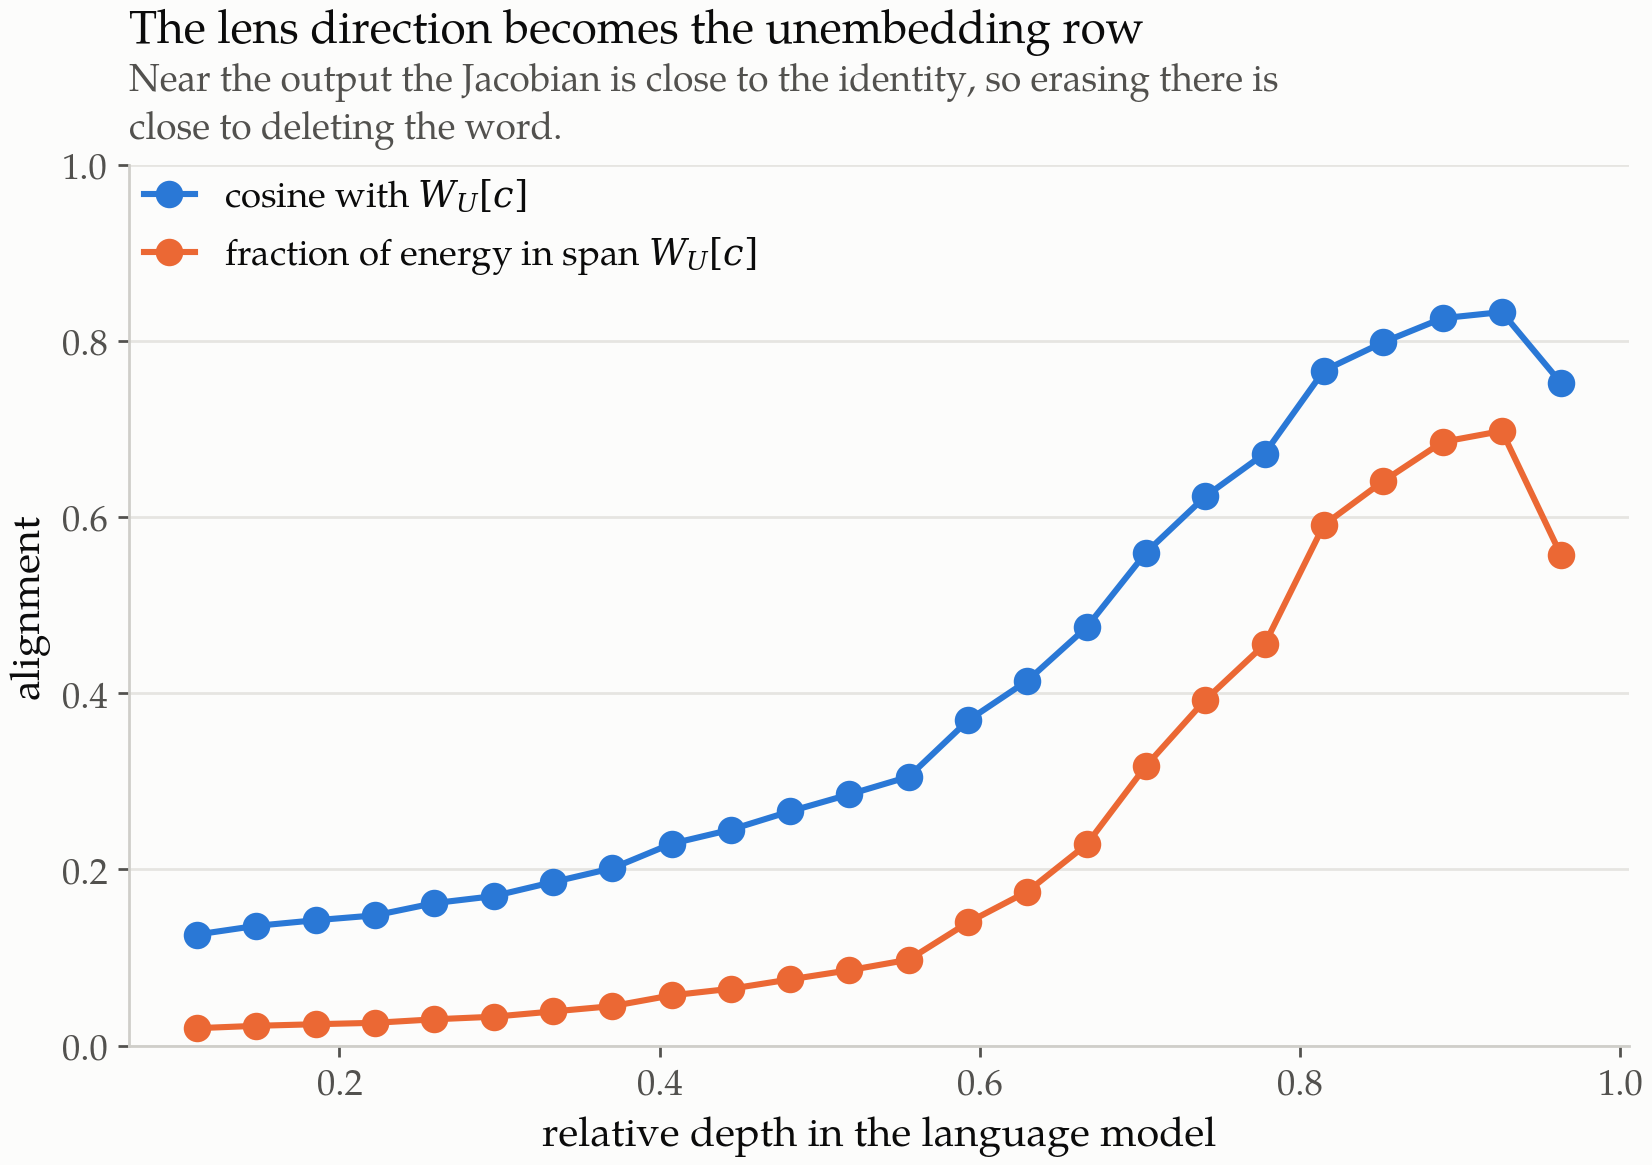 The lens direction becomes the unembedding row
Near the output the Jacobian is close to the identity, so erasing there is
close to deleting the word.
cosine with W_U[c]
fraction of energy in span W_U[c]
1.0
0.8
0.6
0.4
0.2
0.0
alignment
0.2 0.4 0.6 0.8 1.0
relative depth in the language model